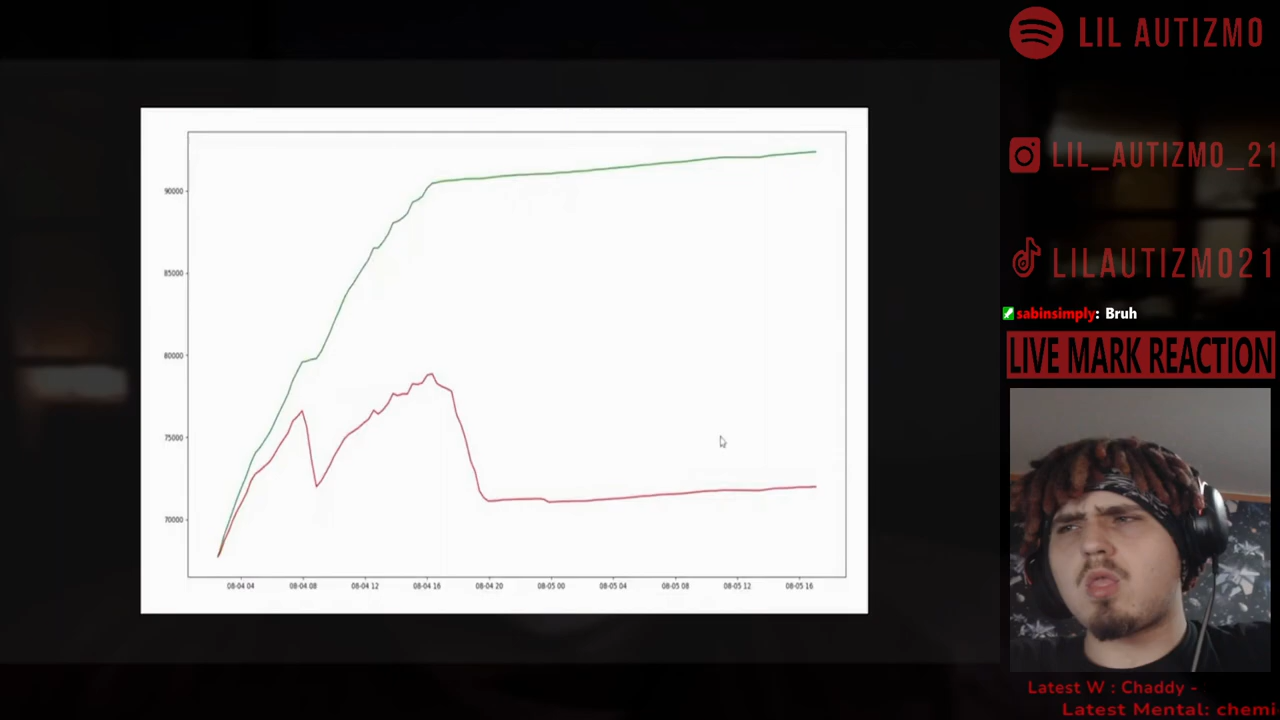 LIL AUTIZMO
LIL_AUTIZMO_21
LILAUTIZMO21
sabinsimply: Bruh
LIVE MARK REACTION
90000
85000
80000
75000
70000
08-04 04
08-04 08
08-04 12
08-04 16
08-04 20
08-05 00
08-05 04
08-05 08
08-05 12
08-05 16
Latest W : Chaddy -
Latest Mental: chemi